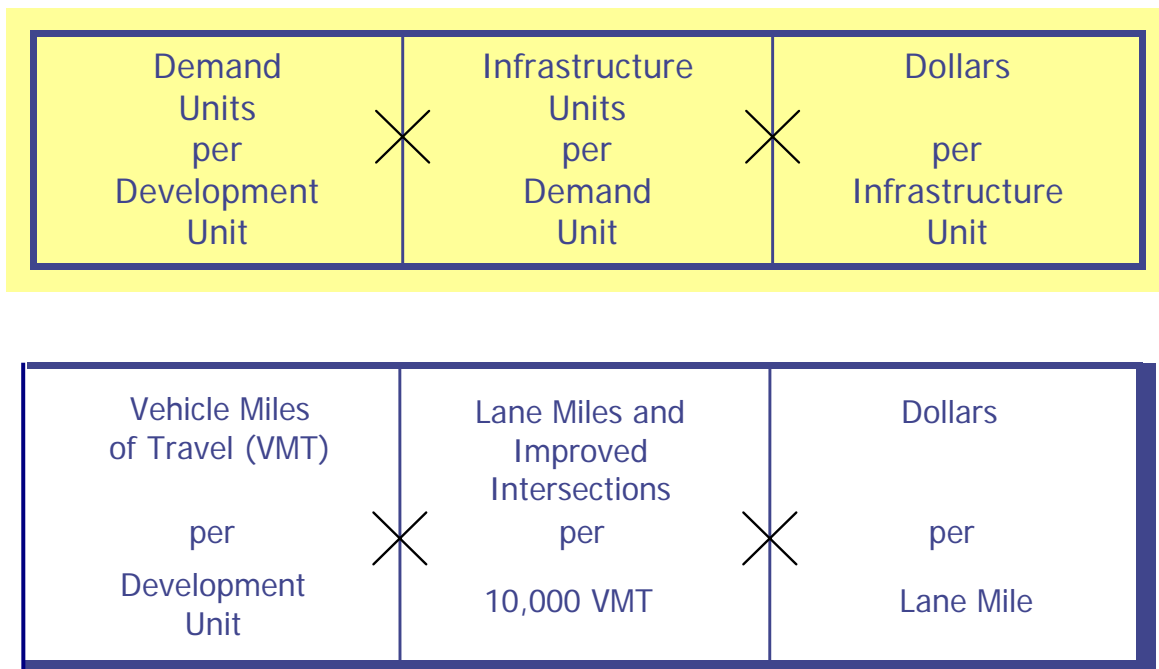 Demand
Units
per
Development
Unit
Infrastructure
Units
per
Demand
Unit
Dollars
per
Infrastructure
Unit
Vehicle Miles
of Travel (VMT)
per
Development
Unit
Lane Miles and
Improved
Intersections
per
10,000 VMT
Dollars
per
Lane Mile